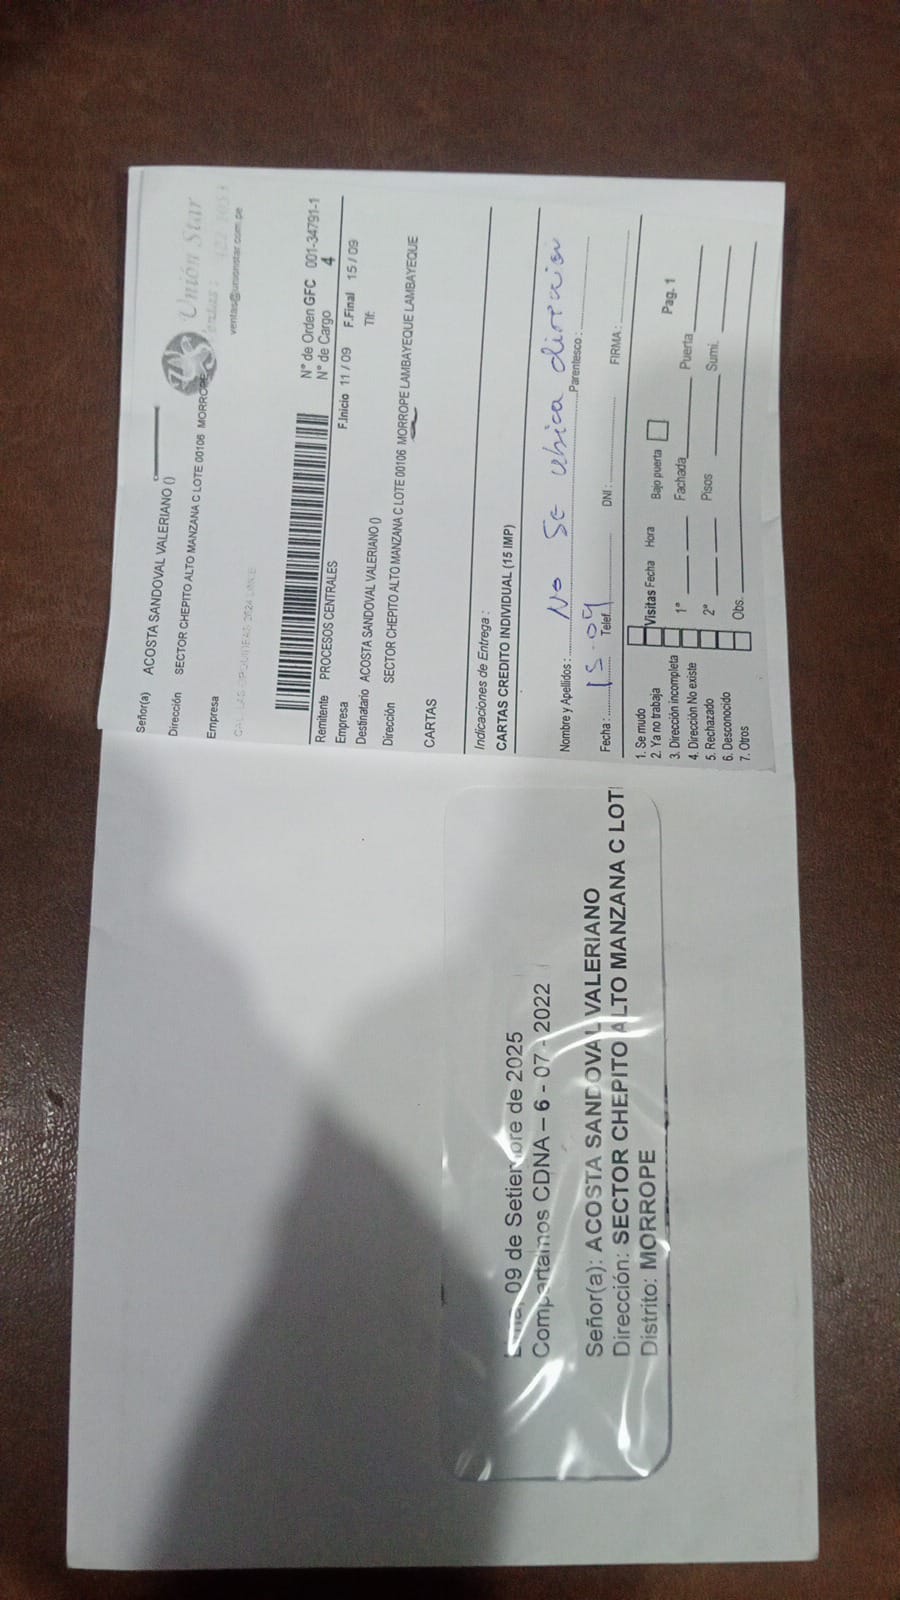 Señor(a) ACOSTA SANDOVAL VALERIANO ()
Dirección SECTOR CHEPITO ALTO MANZANA C LOTE 00106 MORROPE
Empresa
Unión Star
ventas@unionstar.com.pe
N° de Orden GFC 001-34791-1
N° de Cargo 4
Remitente PROCESOS CENTRALES
F.Inicio 11/09 F.Final 15/09
Empresa
Destinatario ACOSTA SANDOVAL VALERIANO () Tlf:
Dirección SECTOR CHEPITO ALTO MANZANA C LOTE 00106 MORROPE LAMBAYEQUE LAMBAYEQUE
CARTAS
Indicaciones de Entrega :
CARTAS CREDITO INDIVIDUAL (15 IMP)
Nombre y Apellidos : No se ubica direccion Parentesco :
Fecha : 15-09 Telef. DNI : FIRMA :
1. Se mudo
2. Ya no trabaja
3. Dirección incompleta
4. Dirección No existe
5. Rechazado
6. Desconocido
7. Otros
Visitas Fecha Hora Bajo puerta Pag. 1
1ª Fachada Puerta
2ª Pisos Sumi.
Obs.
09 de Setiembre de 2025
Compartamos CDNA – 6 - 07 - 2022
Señor(a): ACOSTA SANDOVAL VALERIANO
Dirección: SECTOR CHEPITO ALTO MANZANA C LOT
Distrito: MORROPE